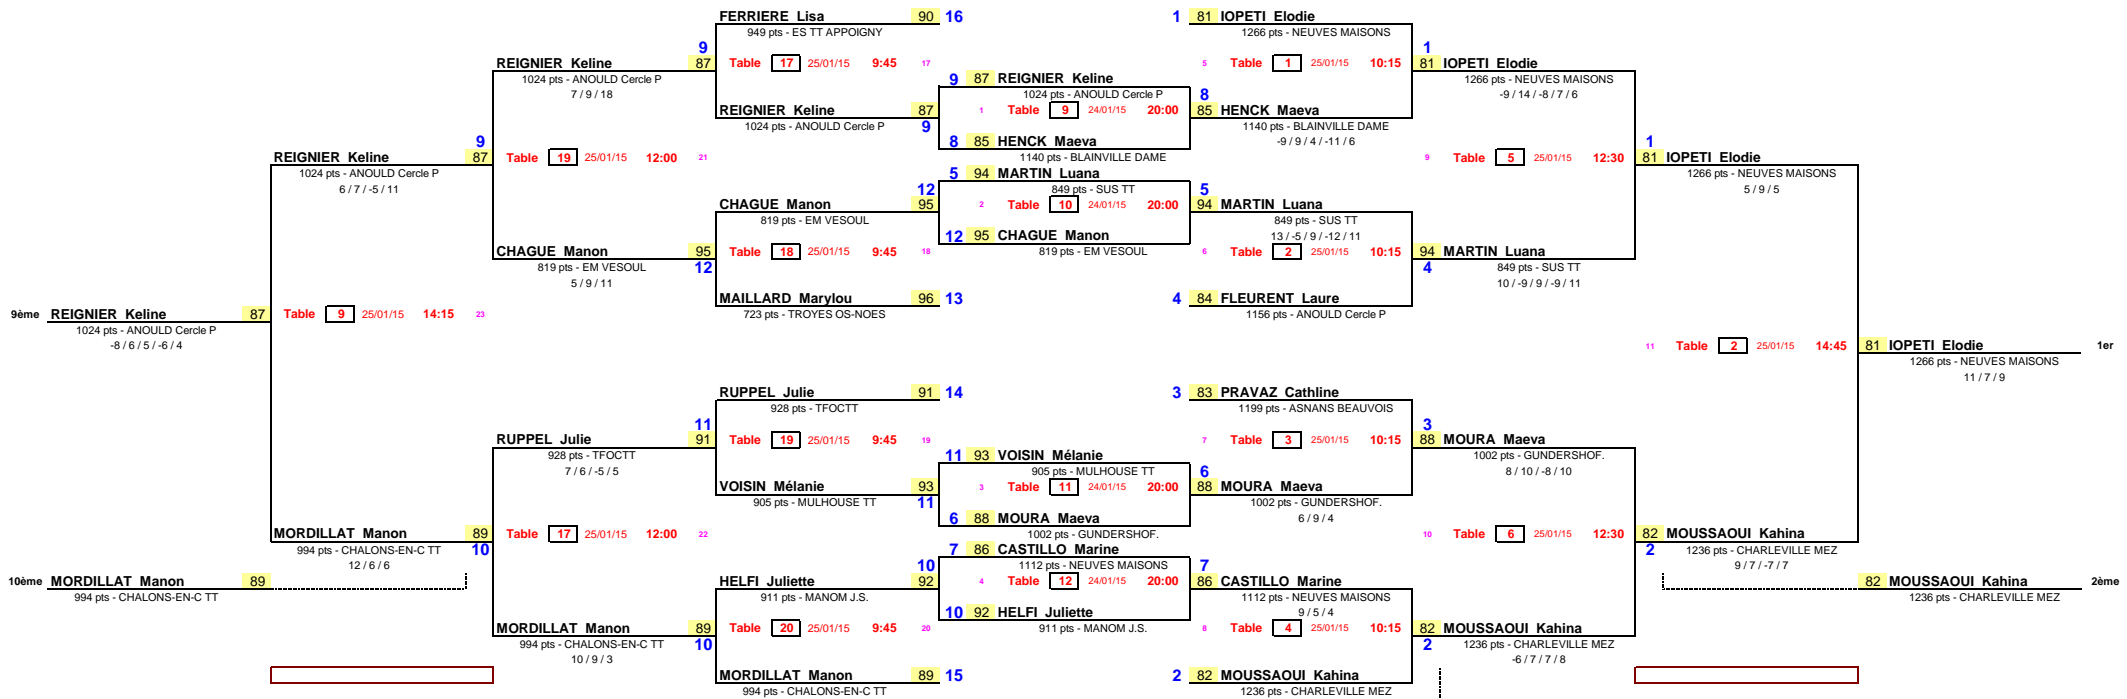 FERRIERE Lisa 90 16
949 pts - ES TT APPOIGNY
1 81 IOPETI Elodie
1266 pts - NEUVES MAISONS
9
REIGNIER Keline 87
1024 pts - ANOULD Cercle P
7 / 9 / 18
Table 17 25/01/15 9:45 17
5 Table 1 25/01/15 10:15
1
81 IOPETI Elodie
1266 pts - NEUVES MAISONS
-9 / 14 / -8 / 7 / 6
9 87 REIGNIER Keline
1024 pts - ANOULD Cercle P
REIGNIER Keline 87
1024 pts - ANOULD Cercle P
9
1 Table 9 24/01/15 20:00
8
85 HENCK Maeva
1140 pts - BLAINVILLE DAME
-9 / 9 / 4 / -11 / 6
8 85 HENCK Maeva
1140 pts - BLAINVILLE DAME
9
REIGNIER Keline 87
1024 pts - ANOULD Cercle P
6 / 7 / -5 / 11
Table 19 25/01/15 12:00 21
9 Table 5 25/01/15 12:30
1
81 IOPETI Elodie
1266 pts - NEUVES MAISONS
5 / 9 / 5
5 94 MARTIN Luana
849 pts - SUS TT
12
CHAGUE Manon 95
819 pts - EM VESOUL
2 Table 10 24/01/15 20:00
5
94 MARTIN Luana
849 pts - SUS TT
13 / -5 / 9 / -12 / 11
12 95 CHAGUE Manon
819 pts - EM VESOUL
CHAGUE Manon 95
819 pts - EM VESOUL
12
5 / 9 / 11
Table 18 25/01/15 9:45 18
6 Table 2 25/01/15 10:15
94 MARTIN Luana
4
849 pts - SUS TT
10 / -9 / 9 / -9 / 11
MAILLARD Marylou 96 13
723 pts - TROYES OS-NOES
4 84 FLEURENT Laure
1156 pts - ANOULD Cercle P
9ème REIGNIER Keline 87
1024 pts - ANOULD Cercle P
-8 / 6 / 5 / -6 / 4
Table 9 25/01/15 14:15 23
11 Table 2 25/01/15 14:45
81 IOPETI Elodie 1er
1266 pts - NEUVES MAISONS
11 / 7 / 9
RUPPEL Julie 91 14
928 pts - TFOCTT
3 83 PRAVAZ Cathline
1199 pts - ASNANS BEAUVOIS
11
RUPPEL Julie 91
928 pts - TFOCTT
7 / 6 / -5 / 5
Table 19 25/01/15 9:45 19
7 Table 3 25/01/15 10:15
3
88 MOURA Maeva
1002 pts - GUNDERSHOF.
8 / 10 / -8 / 10
11 93 VOISIN Mélanie
905 pts - MULHOUSE TT
VOISIN Mélanie 93
905 pts - MULHOUSE TT
11
3 Table 11 24/01/15 20:00
6
88 MOURA Maeva
1002 pts - GUNDERSHOF.
6 / 9 / 4
6 88 MOURA Maeva
1002 pts - GUNDERSHOF.
MORDILLAT Manon 89
994 pts - CHALONS-EN-C TT
10
12 / 6 / 6
Table 17 25/01/15 12:00 22
10 Table 6 25/01/15 12:30
82 MOUSSAOUI Kahina
2
1236 pts - CHARLEVILLE MEZ
9 / 7 / -7 / 7
7 86 CASTILLO Marine
1112 pts - NEUVES MAISONS
10
HELFI Juliette 92
911 pts - MANOM J.S.
4 Table 12 24/01/15 20:00
7
86 CASTILLO Marine
1112 pts - NEUVES MAISONS
9 / 5 / 4
10ème MORDILLAT Manon 89
994 pts - CHALONS-EN-C TT
82 MOUSSAOUI Kahina 2ème
1236 pts - CHARLEVILLE MEZ
10 92 HELFI Juliette
911 pts - MANOM J.S.
MORDILLAT Manon 89
994 pts - CHALONS-EN-C TT
10
10 / 9 / 3
Table 20 25/01/15 9:45 20
8 Table 4 25/01/15 10:15
82 MOUSSAOUI Kahina
2
1236 pts - CHARLEVILLE MEZ
-6 / 7 / 7 / 8
MORDILLAT Manon 89 15
994 pts - CHALONS-EN-C TT
2 82 MOUSSAOUI Kahina
1236 pts - CHARLEVILLE MEZ